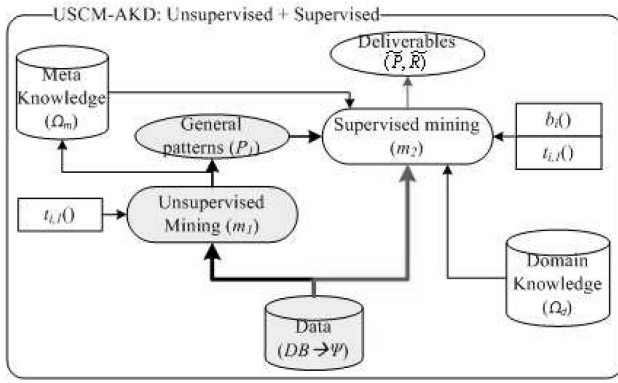 USCM-AKD: Unsupervised + Supervised
Deliverables
(P̃, R̃)
Meta
Knowledge
(Ωm)
General
patterns (P1)
Supervised mining
(m2)
bi()
ti,1()
ti,1()
Unsupervised
Mining (m1)
Domain
Knowledge
(Ωd)
Data
(DB→Ψ)